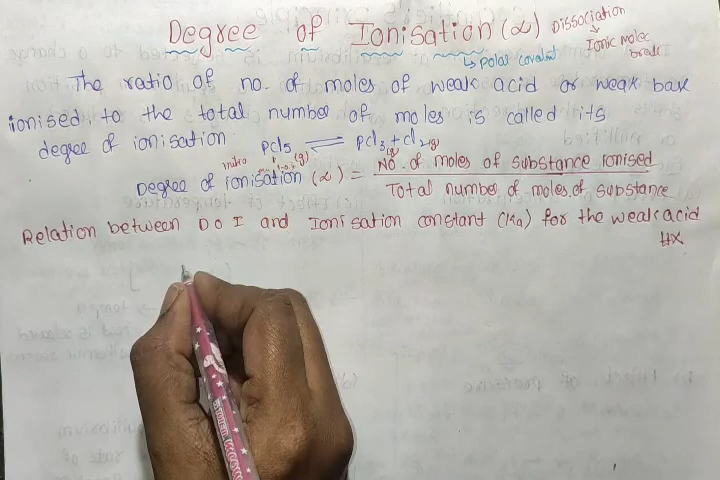 Degree of Ionisation (α) Dissociation
↓
Ionic molec
break
↳ polar covalent
The ratio of no. of moles of weak acid or weak base
ionised to the total number of moles is called its
degree of ionisation PCl5(g) ⇌ PCl3(g) + Cl2(g)
Degree of ionisation (α) = No. of moles of substance ionised
Total number of moles of substance
Relation between D O I and Ionisation constant (Ka) for the weak acid
HX